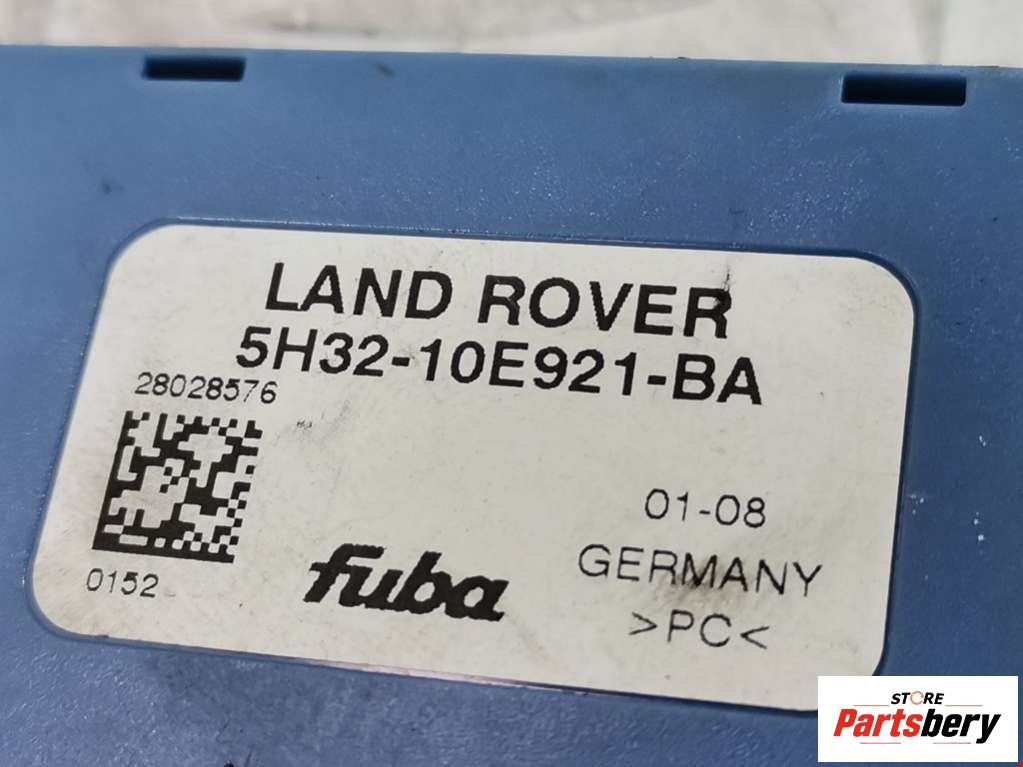 LAND ROVER
5H32-10E921-BA
28028576
01-08
GERMANY
>PC<
0152
fuba
STORE
Partsbery